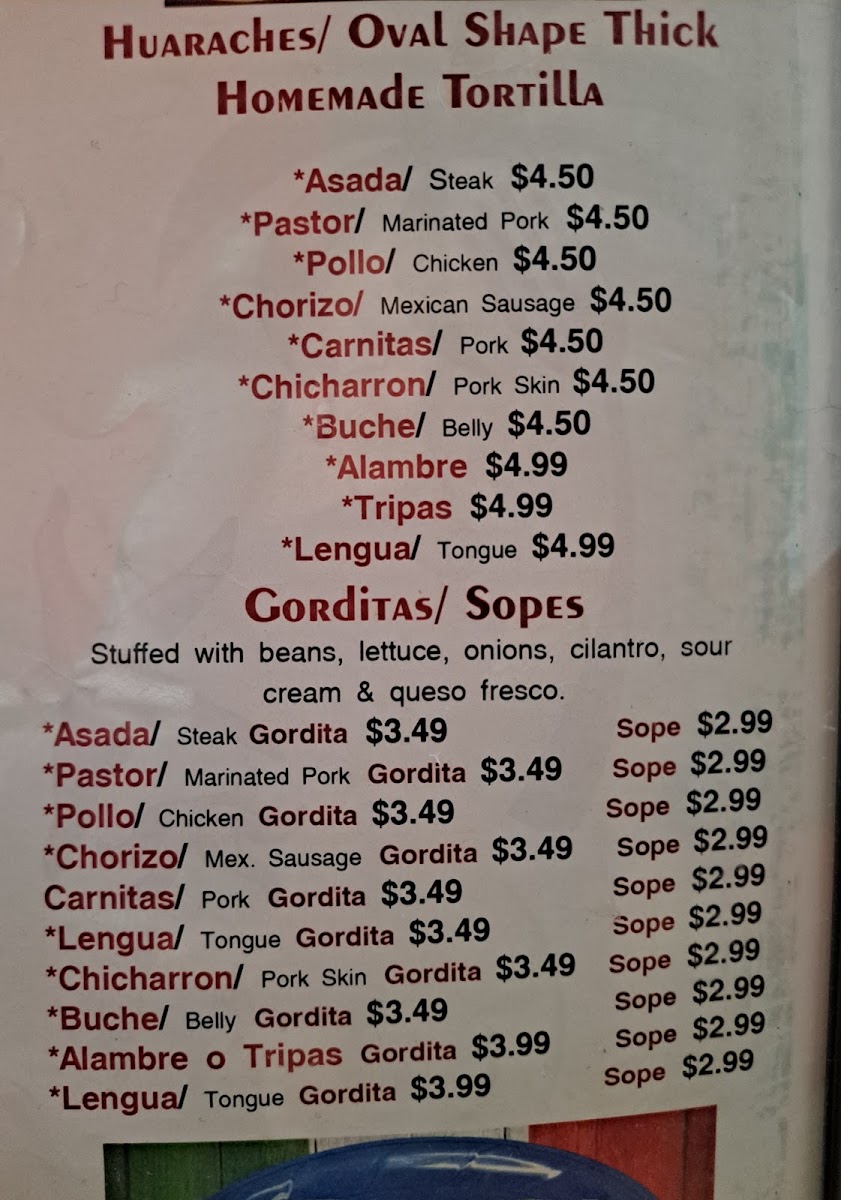 Huaraches/ Oval Shape Thick
Homemade Tortilla
*Asada/ Steak $4.50
*Pastor/ Marinated Pork $4.50
*Pollo/ Chicken $4.50
*Chorizo/ Mexican Sausage $4.50
*Carnitas/ Pork $4.50
*Chicharron/ Pork Skin $4.50
*Buche/ Belly $4.50
*Alambre $4.99
*Tripas $4.99
*Lengua/ Tongue $4.99
Gorditas/ Sopes
Stuffed with beans, lettuce, onions, cilantro, sour
cream & queso fresco.
*Asada/ Steak Gordita $3.49 Sope $2.99
*Pastor/ Marinated Pork Gordita $3.49 Sope $2.99
*Pollo/ Chicken Gordita $3.49 Sope $2.99
*Chorizo/ Mex. Sausage Gordita $3.49 Sope $2.99
Carnitas/ Pork Gordita $3.49 Sope $2.99
*Lengua/ Tongue Gordita $3.49 Sope $2.99
*Chicharron/ Pork Skin Gordita $3.49 Sope $2.99
*Buche/ Belly Gordita $3.49 Sope $2.99
*Alambre o Tripas Gordita $3.99 Sope $2.99
*Lengua/ Tongue Gordita $3.99 Sope $2.99